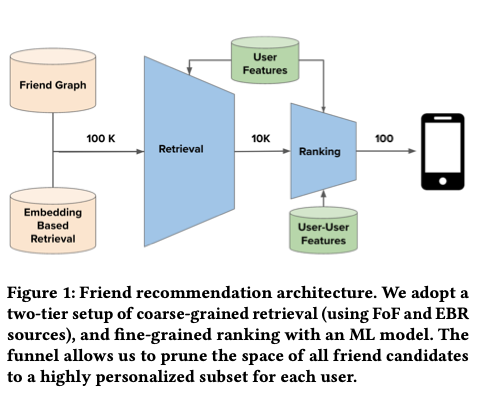 User
Features
Friend Graph
100 K
Retrieval
10K
Ranking
100
Embedding
Based
Retrieval
User-User
Features
Figure 1: Friend recommendation architecture. We adopt a
two-tier setup of coarse-grained retrieval (using FoF and EBR
sources), and fine-grained ranking with an ML model. The
funnel allows us to prune the space of all friend candidates
to a highly personalized subset for each user.